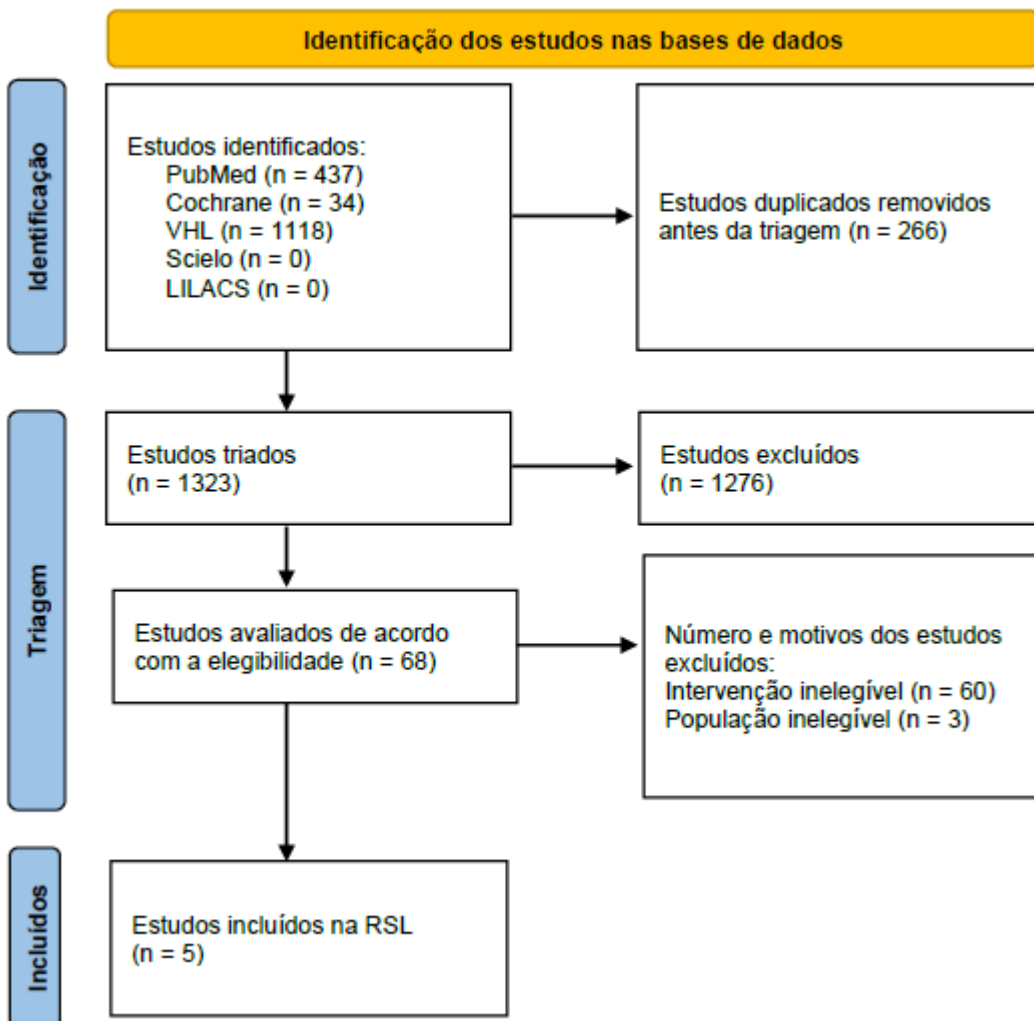 Identificação dos estudos nas bases de dados
Identificação
Estudos identificados:
PubMed (n = 437)
Cochrane (n = 34)
VHL (n = 1118)
Scielo (n = 0)
LILACS (n = 0)
Estudos duplicados removidos
antes da triagem (n = 266)
Triagem
Estudos triados
(n = 1323)
Estudos excluídos
(n = 1276)
Estudos avaliados de acordo
com a elegibilidade (n = 68)
Número e motivos dos estudos
excluídos:
Intervenção inelegível (n = 60)
População inelegível (n = 3)
Incluídos
Estudos incluídos na RSL
(n = 5)